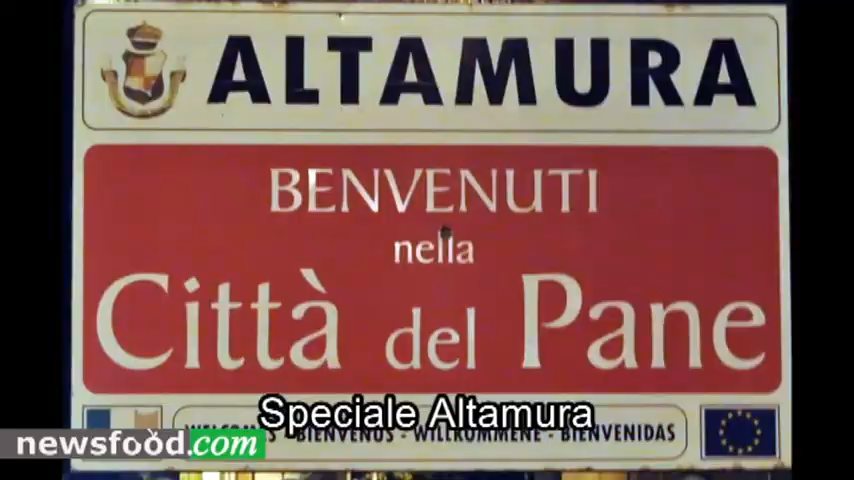 ALTAMURA
BENVENUTI
nella
Città del Pane
Speciale Altamura
BIENVENUS - WILLKOMMENE - BIENVENIDAS
newsfood.com